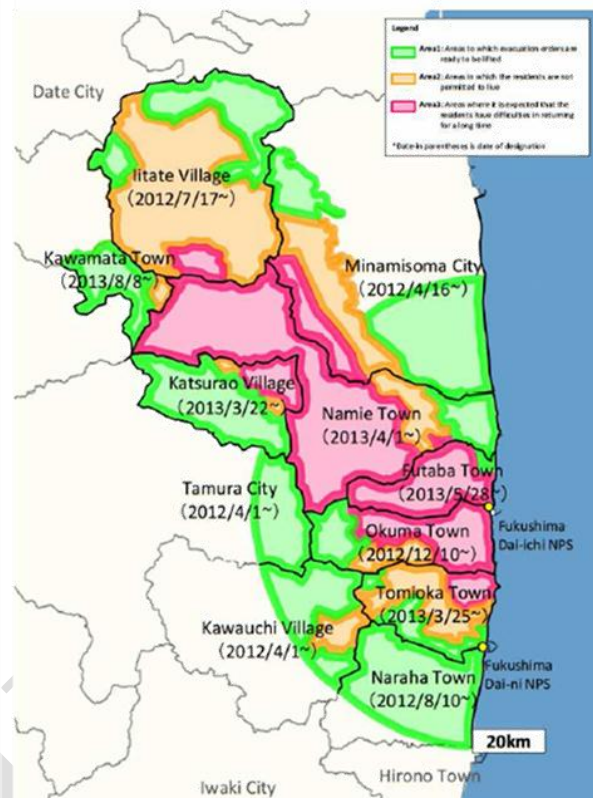 Legend
Area1: Areas to which evacuation orders are
ready to be lifted
Area2: Areas in which the residents are not
permitted to live
Area3: Areas where it is expected that the
residents have difficulties in returning
for a long time
*Date in parentheses is date of designation
Date City
Iitate Village
(2012/7/17~)
Kawamata Town
(2013/8/8~)
Minamisoma City
(2012/4/16~)
Katsurao Village
(2013/3/22~)
Namie Town
(2013/4/1~)
Futaba Town
(2013/5/28~)
Tamura City
(2012/4/1~)
Okuma Town
(2012/12/10~)
Fukushima
Dai-ichi NPS
Tomioka Town
(2013/3/25~)
Kawauchi Village
(2012/4/1~)
Fukushima
Dai-ni NPS
Naraha Town
(2012/8/10~)
20km
Hirono Town
Iwaki City